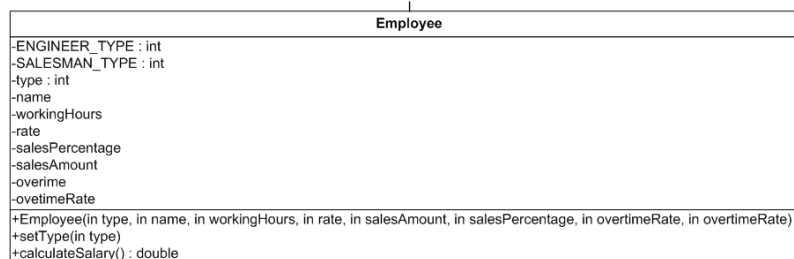 Employee
-ENGINEER_TYPE : int
-SALESMAN_TYPE : int
-type : int
-name
-workingHours
-rate
-salesPercentage
-salesAmount
-overime
-ovetimeRate
+Employee(in type, in name, in workingHours, in rate, in salesAmount, in salesPercentage, in overtimeRate, in overtimeRate)
+setType(in type)
+calculateSalary() : double